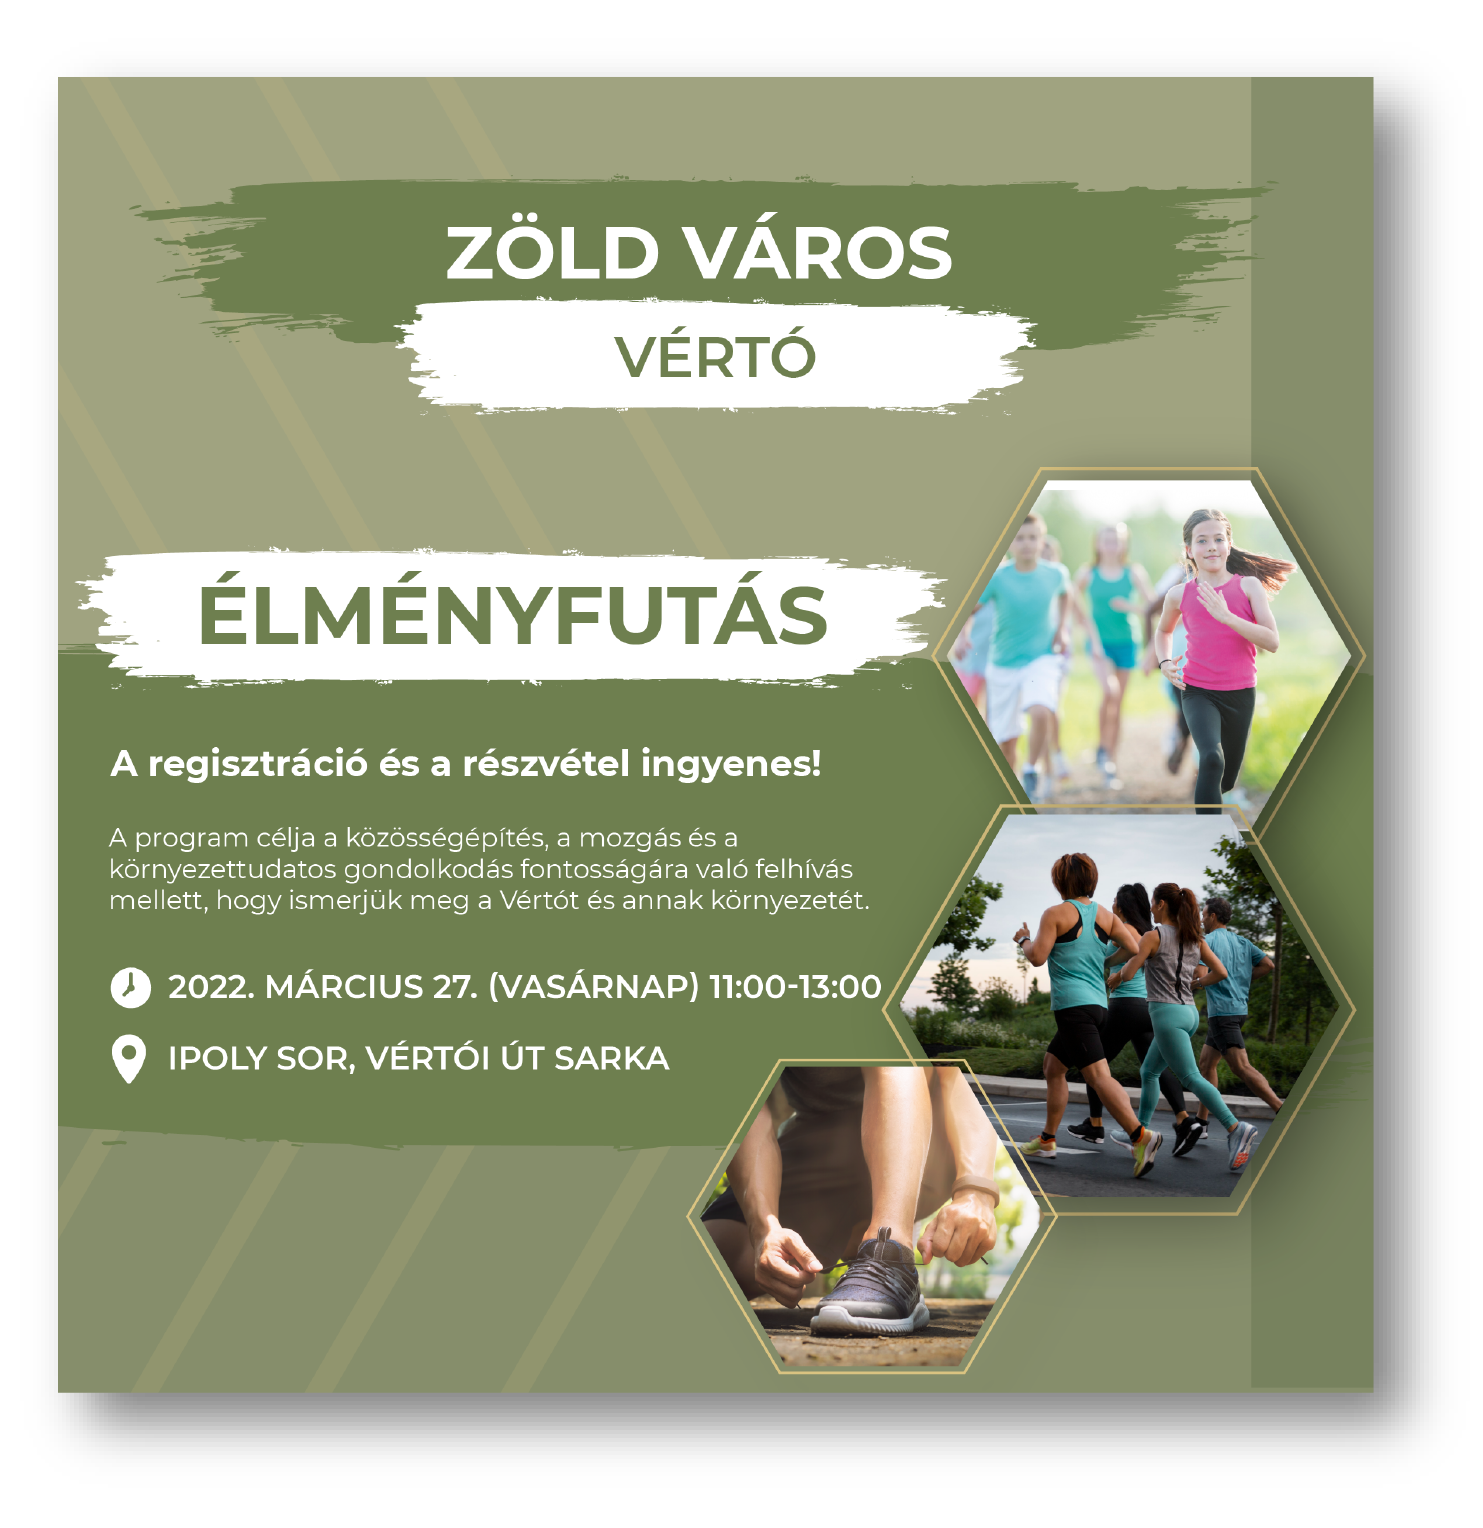 ZÖLD VÁROS
VÉRTÓ
ÉLMÉNYFUTÁS
A regisztráció és a részvétel ingyenes!
A program célja a közösségépítés, a mozgás és a
környezettudatos gondolkodás fontosságára való felhívás
mellett, hogy ismerjük meg a Vértót és annak környezetét.
2022. MÁRCIUS 27. (VASÁRNAP) 11:00-13:00
IPOLY SOR, VÉRTÓI ÚT SARKA